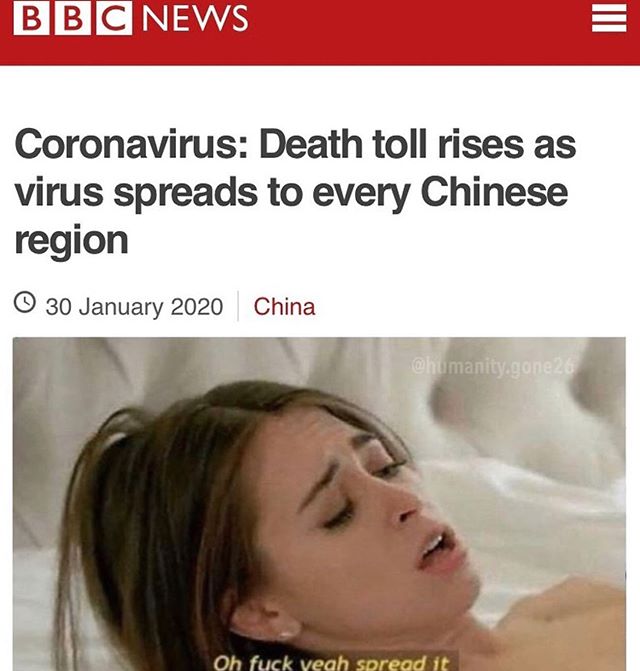 BBC NEWS
Coronavirus: Death toll rises as
virus spreads to every Chinese
region
30 January 2020 China
@humanity.gone26
Oh fuck yeah spread it